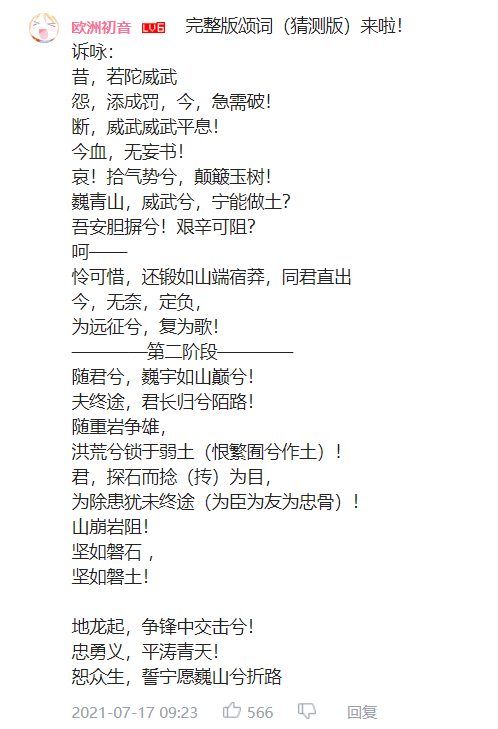 欧洲初音 LV6 完整版颂词（猜测版）来啦！
诉咏：
昔，若陀威武
怨，添成罚，今，急需破！
断，威武威武平息！
今血，无妄书！
哀！拾气势兮，颠簸玉树！
巍青山，威武兮，宁能做土？
吾安胆摒兮！艰辛可阻？
呵——
怜可惜，还锻如山端宿莽，同君直出
今，无奈，定负，
为远征兮，复为歌！
————第二阶段————
随君兮，巍宇如山巅兮！
夫终途，君长归兮陌路！
随重岩争雄，
洪荒兮锁于弱土（恨繁囿兮作土）！
君，探石而捻（抟）为目，
为除患犹未终途（为臣为友为忠骨）！
山崩岩阻！
坚如磐石 ，
坚如磐土！
地龙起，争锋中交击兮！
忠勇义，平涛青天！
恕众生，誓宁愿巍山兮折路
2021-07-17 09:23 566 回复